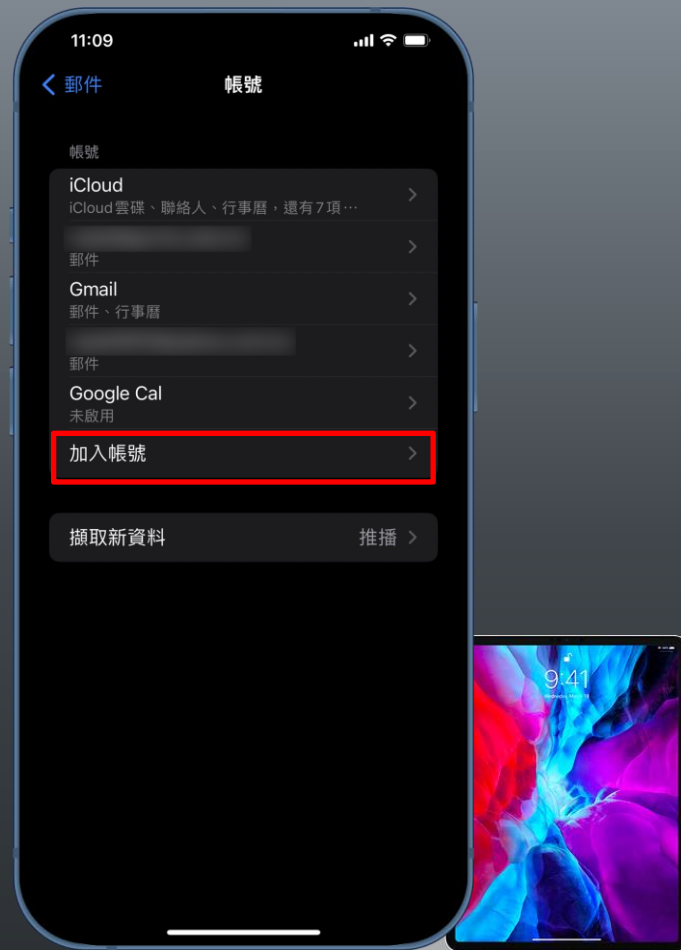 11:09
郵件
帳號
帳號
iCloud
iCloud雲碟、聯絡人、行事曆，還有7項…
郵件
Gmail
郵件、行事曆
郵件
Google Cal
未啟用
加入帳號
擷取新資料
推播
9:41